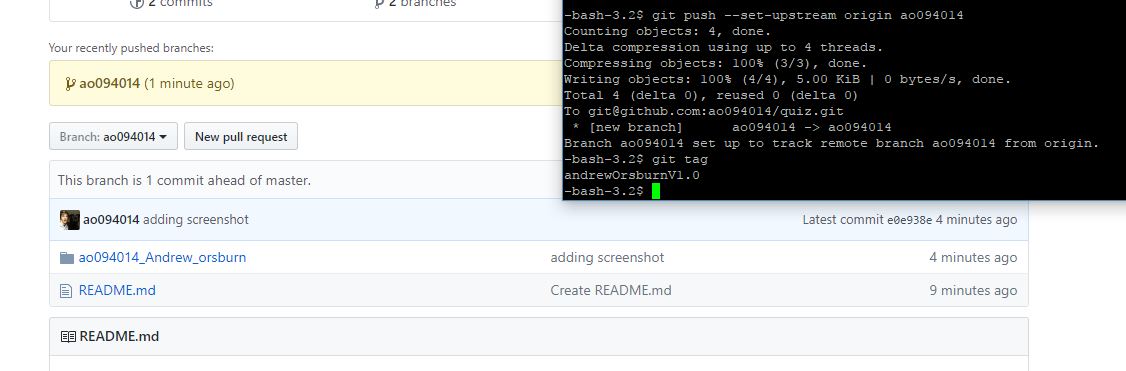 2 commits
2 branches
Your recently pushed branches:
ao094014 (1 minute ago)
Branch: ao094014
New pull request
This branch is 1 commit ahead of master.
ao094014 adding screenshot
Latest commit e0e938e 4 minutes ago
ao094014_Andrew_orsburn
adding screenshot
4 minutes ago
README.md
Create README.md
9 minutes ago
README.md
-bash-3.2$ git push --set-upstream origin ao094014
Counting objects: 4, done.
Delta compression using up to 4 threads.
Compressing objects: 100% (3/3), done.
Writing objects: 100% (4/4), 5.00 KiB | 0 bytes/s, done.
Total 4 (delta 0), reused 0 (delta 0)
To git@github.com:ao094014/quiz.git
 * [new branch]      ao094014 -> ao094014
Branch ao094014 set up to track remote branch ao094014 from origin.
-bash-3.2$ git tag
andrewOrsburnV1.0
-bash-3.2$